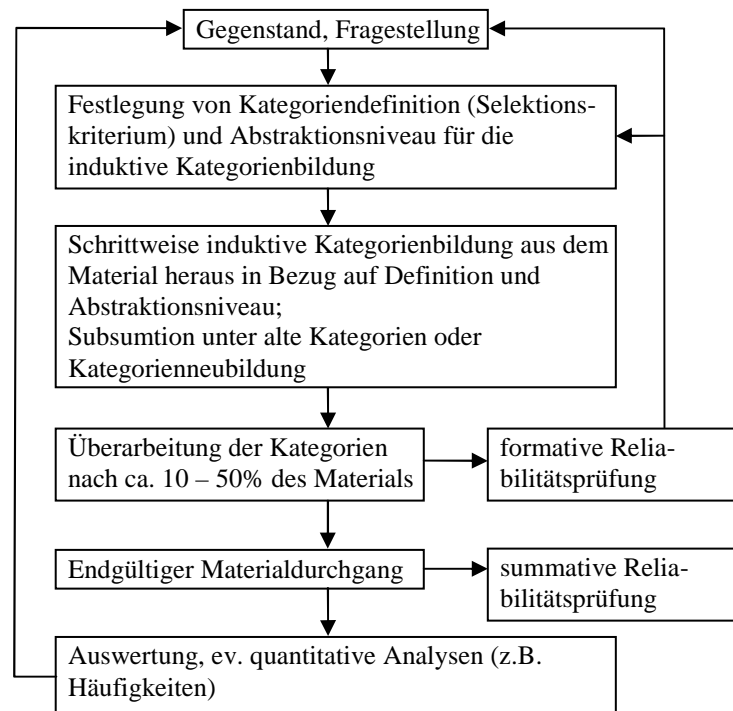 Gegenstand, Fragestellung
Festlegung von Kategoriendefinition (Selektions-
kriterium) und Abstraktionsniveau für die
induktive Kategorienbildung
Schrittweise induktive Kategorienbildung aus dem
Material heraus in Bezug auf Definition und
Abstraktionsniveau;
Subsumtion unter alte Kategorien oder
Kategorienneubildung
Überarbeitung der Kategorien
nach ca. 10 – 50% des Materials
formative Relia-
bilitätsprüfung
Endgültiger Materialdurchgang
summative Relia-
bilitätsprüfung
Auswertung, ev. quantitative Analysen (z.B.
Häufigkeiten)